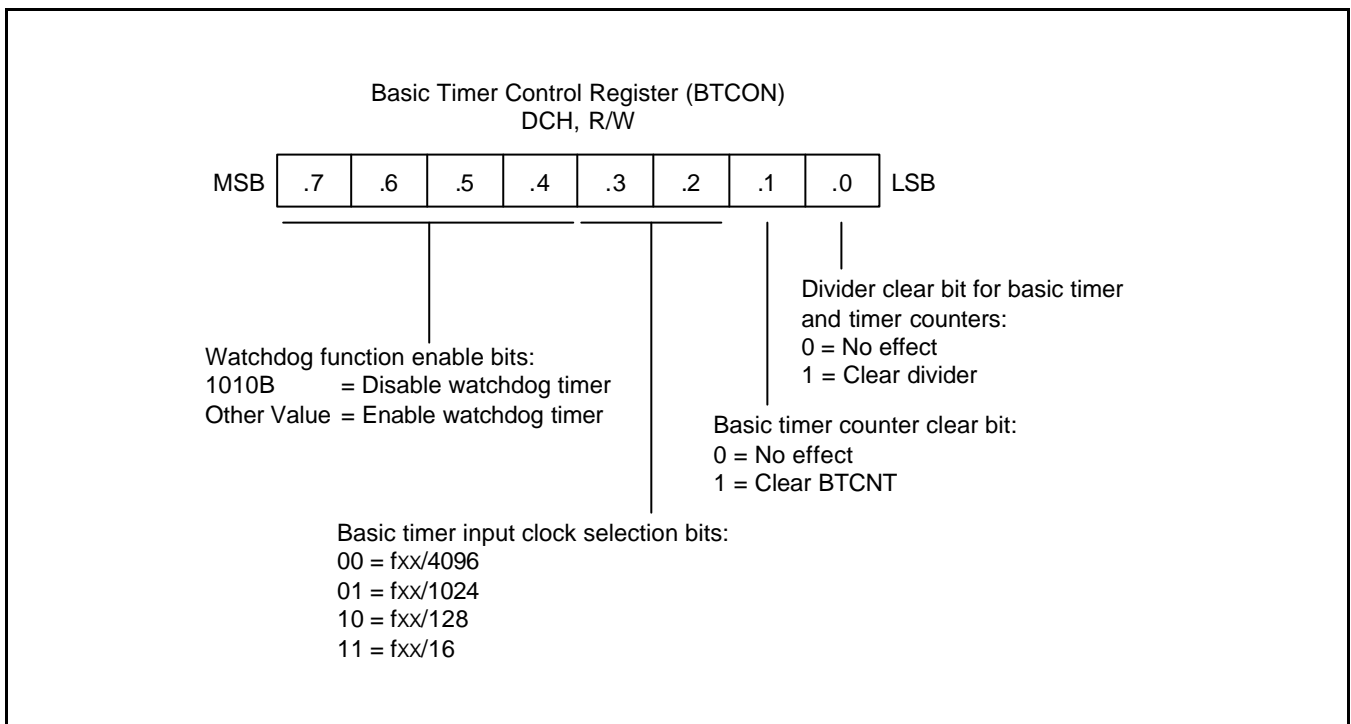 Basic Timer Control Register (BTCON)
DCH, R/W
MSB .7 .6 .5 .4 .3 .2 .1 .0 LSB
Divider clear bit for basic timer
and timer counters:
0 = No effect
1 = Clear divider
Watchdog function enable bits:
1010B = Disable watchdog timer
Other Value = Enable watchdog timer
Basic timer counter clear bit:
0 = No effect
1 = Clear BTCNT
Basic timer input clock selection bits:
00 = fxx/4096
01 = fxx/1024
10 = fxx/128
11 = fxx/16